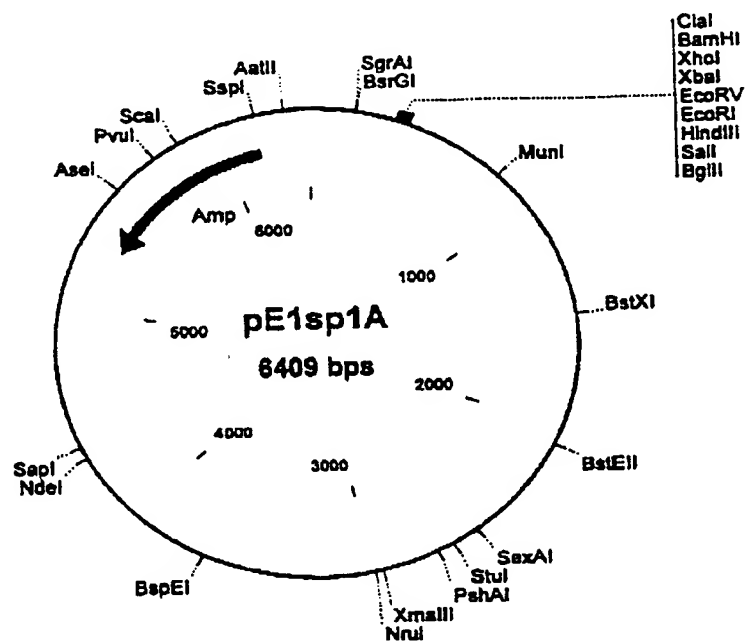 ClaI
BamHI
XhoI
XbaI
EcoRV
EcoRI
HindIII
SalI
BglII
AatII
SspI
ScaI
PvuI
AseI
SgrAI
BsrGI
MunI
Amp
6000
1000
BstXI
5000
pE1sp1A
6409 bps
2000
4000
3000
SapI
NdeI
BstEII
SexAI
StuI
PshAI
BspEI
XmaIII
NruI